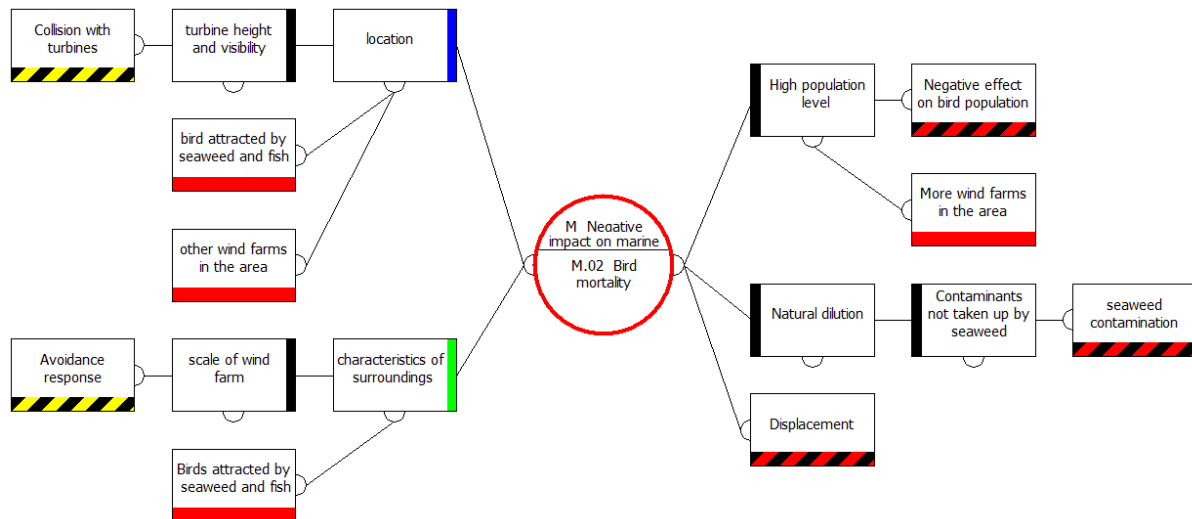 Collision with
turbines
turbine height
and visibility
location
bird attracted by
seaweed and fish
other wind farms
in the area
Avoidance
response
scale of wind
farm
characteristics of
surroundings
Birds attracted by
seaweed and fish
M Negative
impact on marine
M.02 Bird
mortality
High population
level
Negative effect
on bird population
More wind farms
in the area
Natural dilution
Contaminants
not taken up by
seaweed
seaweed
contamination
Displacement